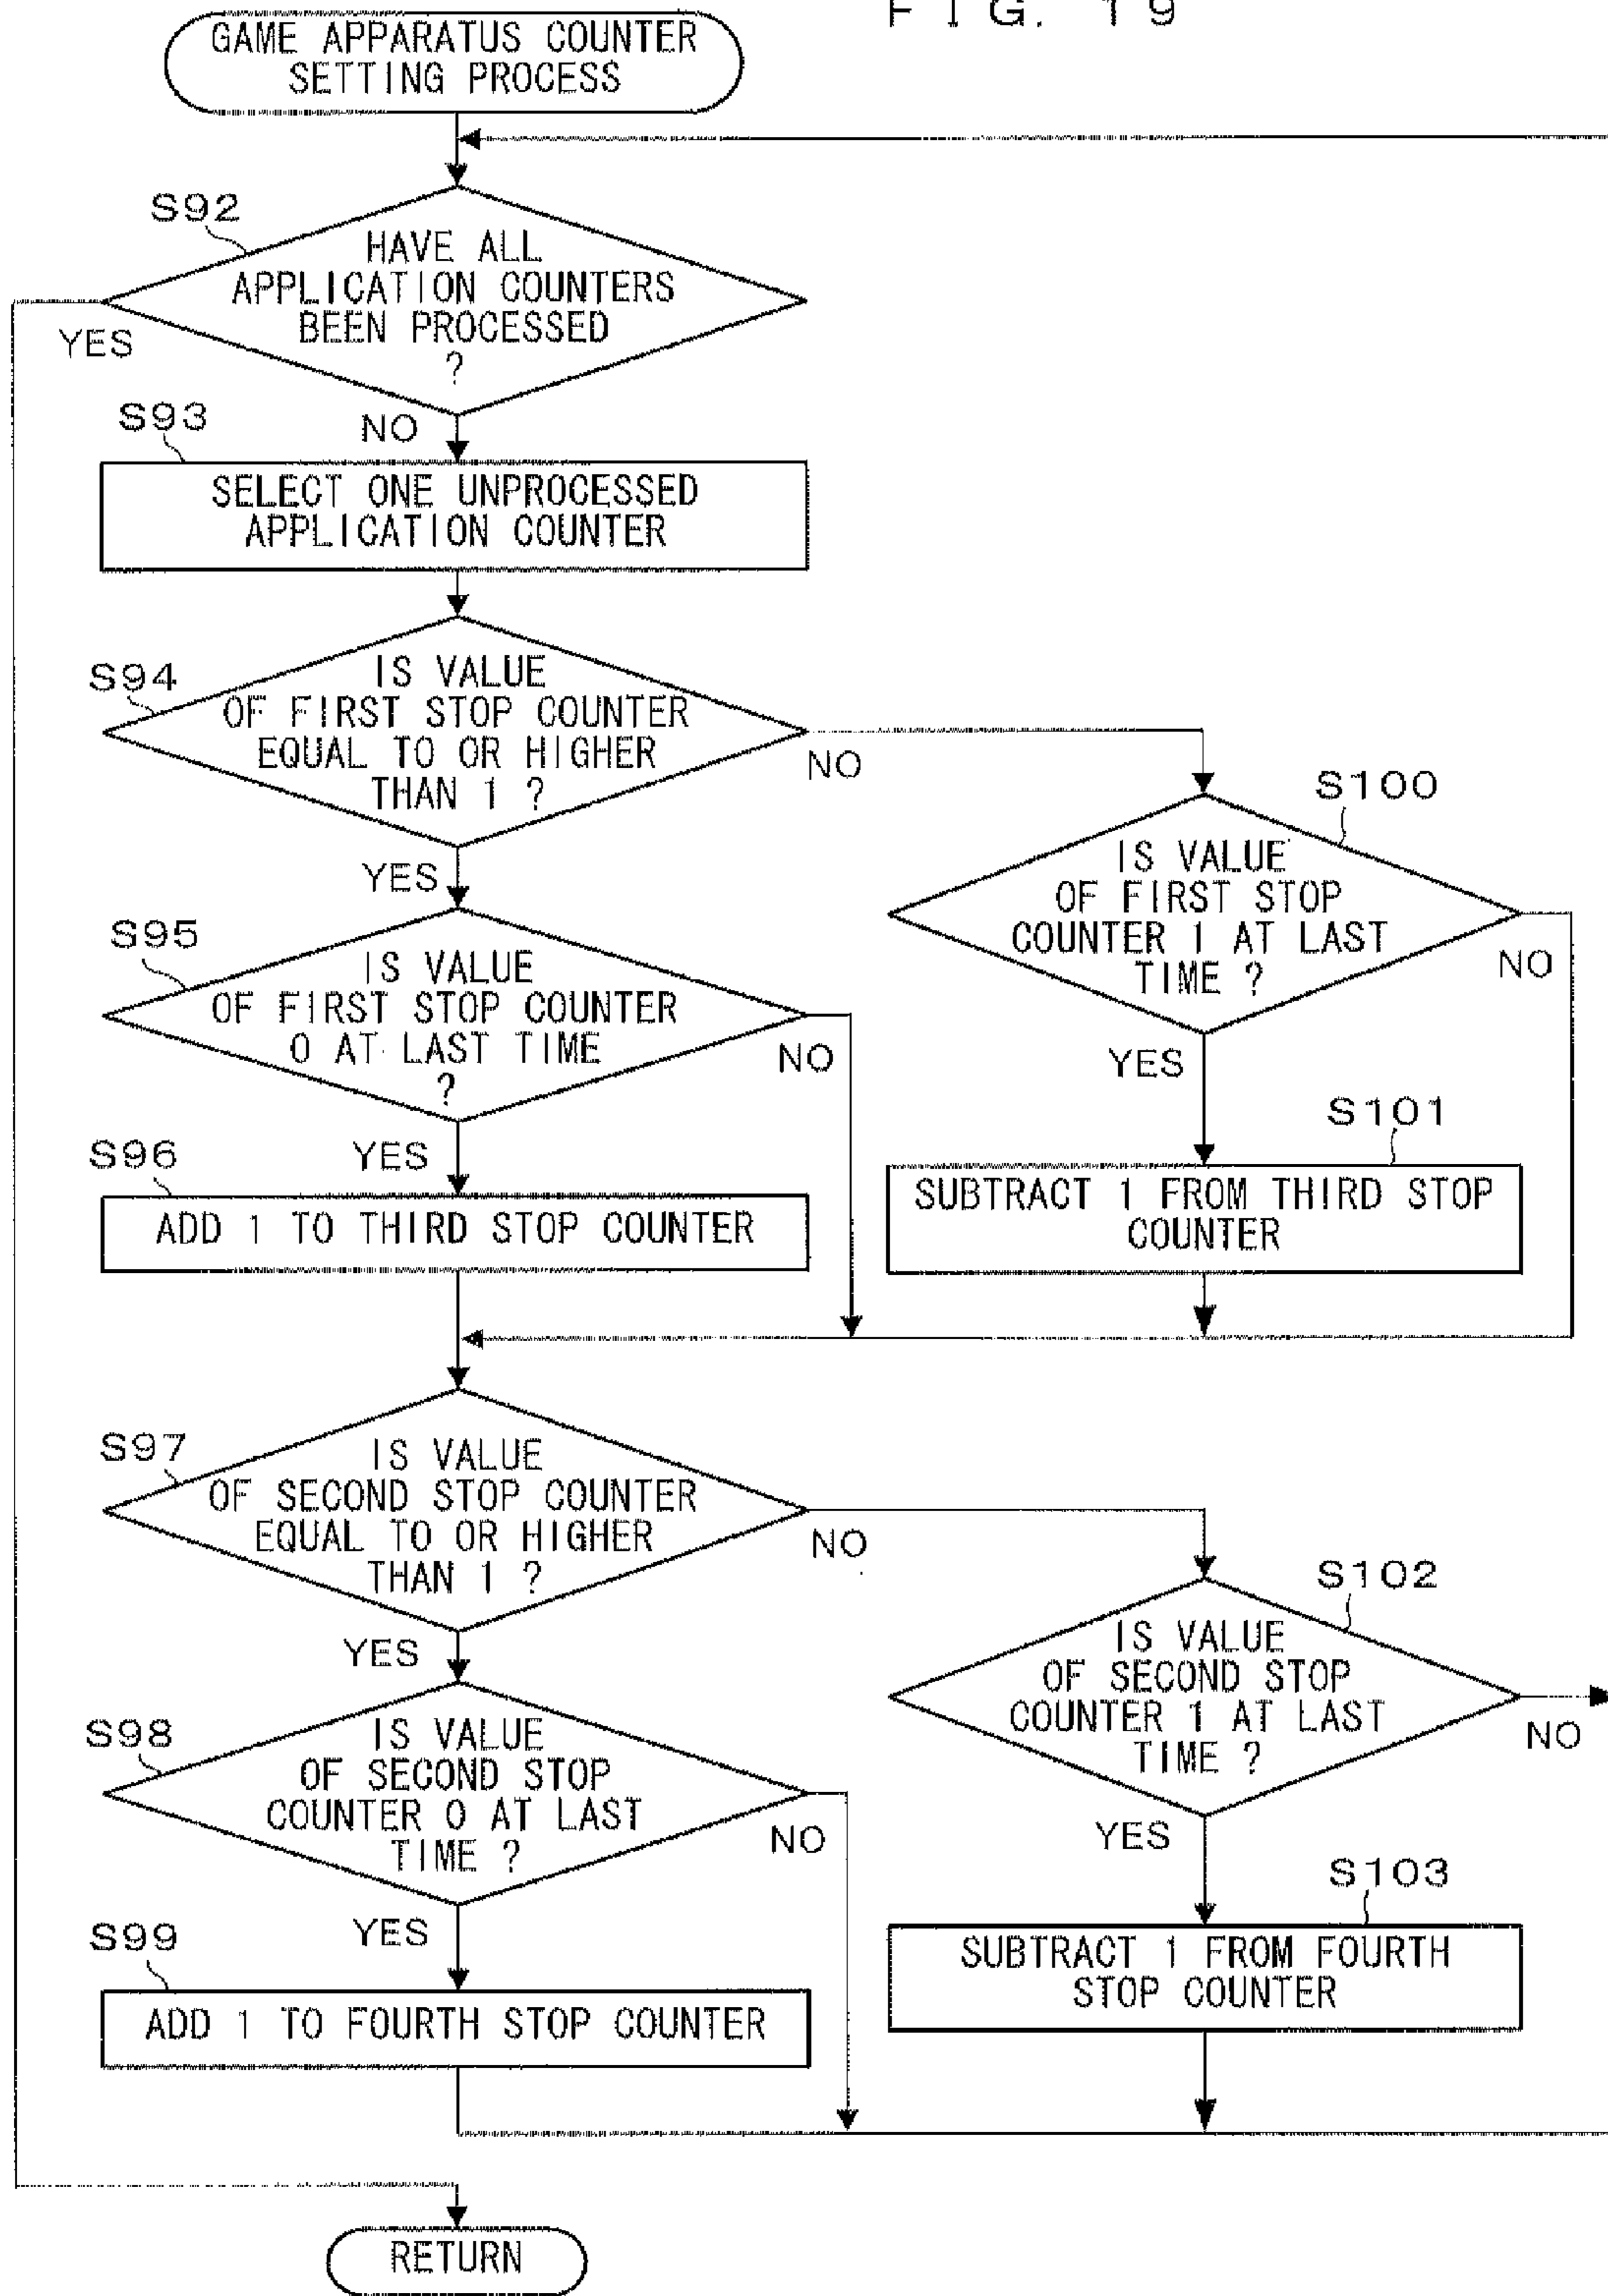 FIG. 19
GAME APPARATUS COUNTER
SETTING PROCESS
S92
HAVE ALL
APPLICATION COUNTERS
BEEN PROCESSED
?
YES
NO
S93
SELECT ONE UNPROCESSED
APPLICATION COUNTER
S94
IS VALUE
OF FIRST STOP COUNTER
EQUAL TO OR HIGHER
THAN 1 ?
NO
YES
S100
IS VALUE
OF FIRST STOP
COUNTER 1 AT LAST
TIME ?
NO
YES
S95
IS VALUE
OF FIRST STOP COUNTER
0 AT LAST TIME
?
NO
YES
S101
SUBTRACT 1 FROM THIRD STOP
COUNTER
S96
ADD 1 TO THIRD STOP COUNTER
S97
IS VALUE
OF SECOND STOP COUNTER
EQUAL TO OR HIGHER
THAN 1 ?
NO
YES
S102
IS VALUE
OF SECOND STOP
COUNTER 1 AT LAST
TIME ?
NO
YES
S98
IS VALUE
OF SECOND STOP
COUNTER 0 AT LAST
TIME ?
NO
YES
S103
SUBTRACT 1 FROM FOURTH
STOP COUNTER
S99
ADD 1 TO FOURTH STOP COUNTER
RETURN